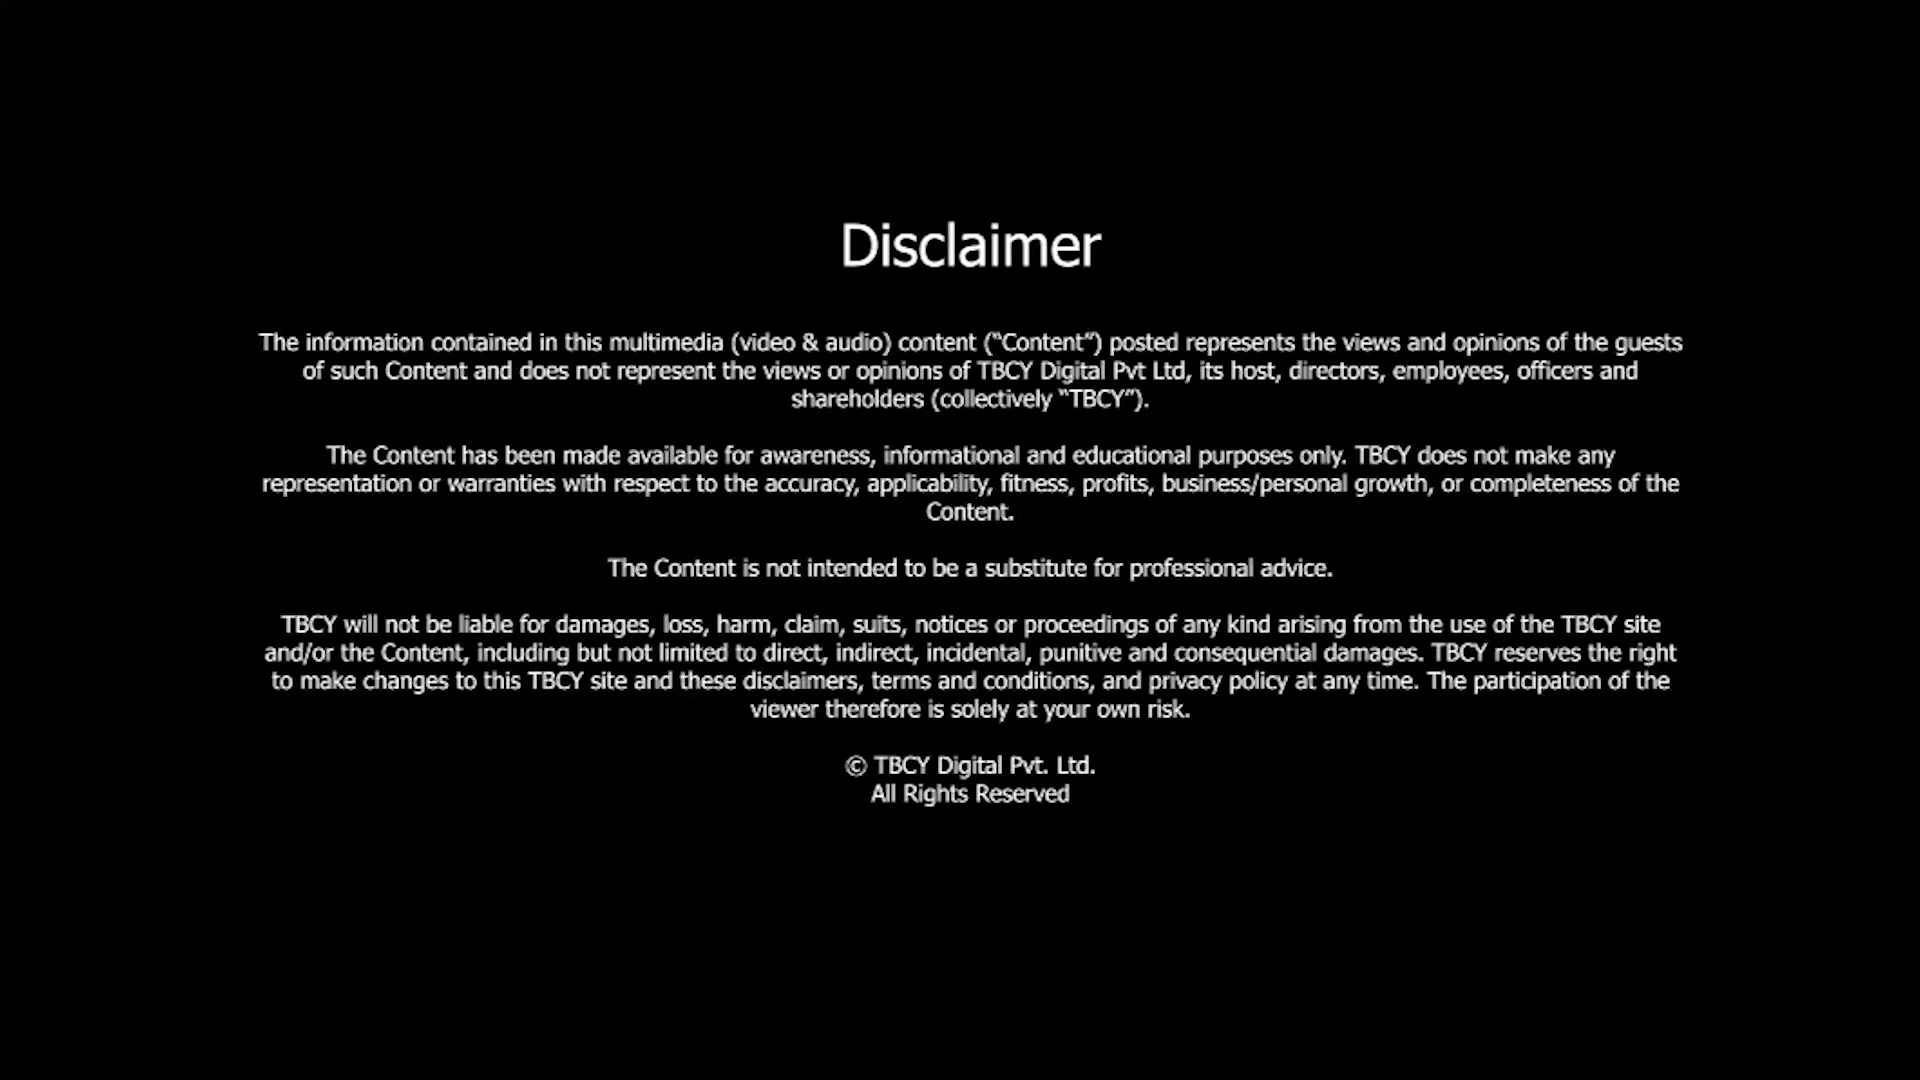 Disclaimer
The information contained in this multimedia (video & audio) content (“Content”) posted represents the views and opinions of the guests
of such Content and does not represent the views or opinions of TBCY Digital Pvt Ltd, its host, directors, employees, officers and
shareholders (collectively “TBCY”).
The Content has been made available for awareness, informational and educational purposes only. TBCY does not make any
representation or warranties with respect to the accuracy, applicability, fitness, profits, business/personal growth, or completeness of the
Content.
The Content is not intended to be a substitute for professional advice.
TBCY will not be liable for damages, loss, harm, claim, suits, notices or proceedings of any kind arising from the use of the TBCY site
and/or the Content, including but not limited to direct, indirect, incidental, punitive and consequential damages. TBCY reserves the right
to make changes to this TBCY site and these disclaimers, terms and conditions, and privacy policy at any time. The participation of the
viewer therefore is solely at your own risk.
© TBCY Digital Pvt. Ltd.
All Rights Reserved